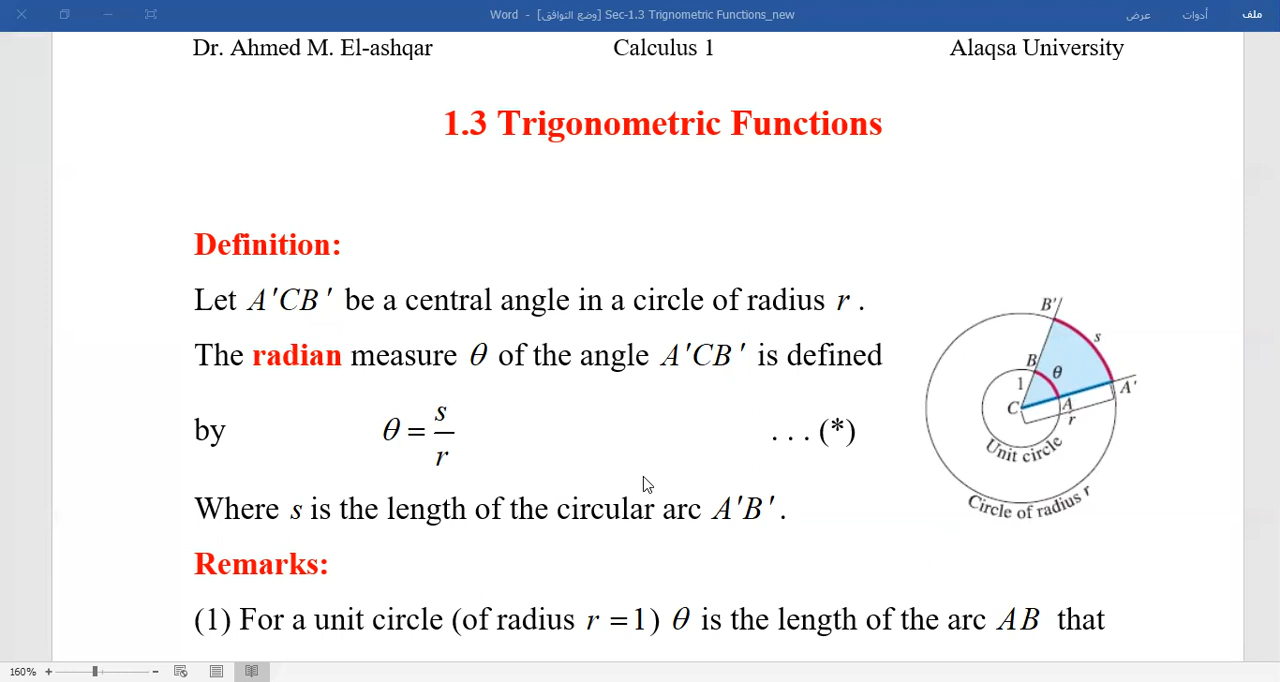 Word - [وضع التوافق] Sec-1.3 Trignometric Functions_new
ملف أدوات عرض
Dr. Ahmed M. El-ashqar Calculus 1 Alaqsa University
1.3 Trigonometric Functions
Definition:
Let A'CB' be a central angle in a circle of radius r.
The radian measure θ of the angle A'CB' is defined
by θ = s/r ...(*)
Where s is the length of the circular arc A'B'.
Remarks:
(1) For a unit circle (of radius r = 1) θ is the length of the arc AB that
B'
s
B
θ
1
A'
C
A
r
Unit circle
Circle of radius r
160%